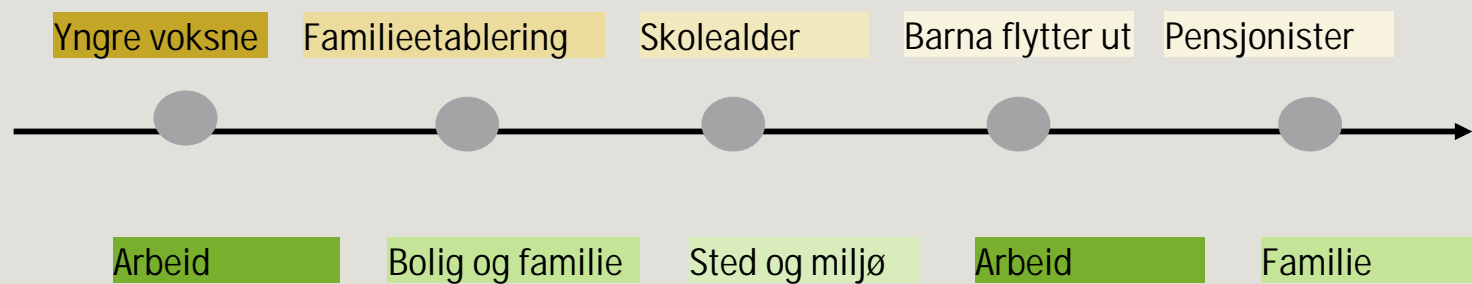 Yngre voksne
Familieetablering
Skolealder
Barna flytter ut
Pensjonister
Arbeid
Bolig og familie
Sted og miljø
Arbeid
Familie